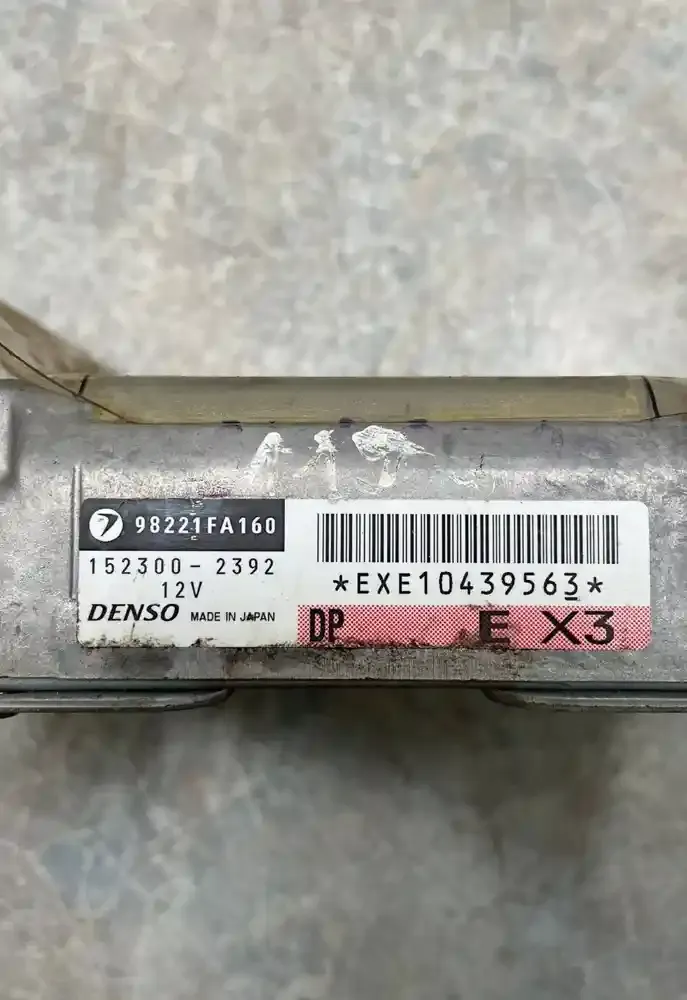 98221FA160
152300-2392
12V
DENSO MADE IN JAPAN
*EXE10439563*
DP E X3